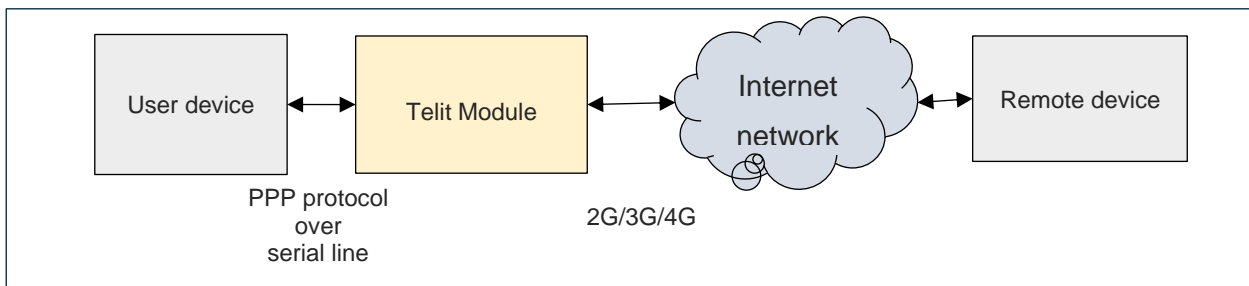 User device
Telit Module
Internet
network
Remote device
PPP protocol
over
serial line
2G/3G/4G